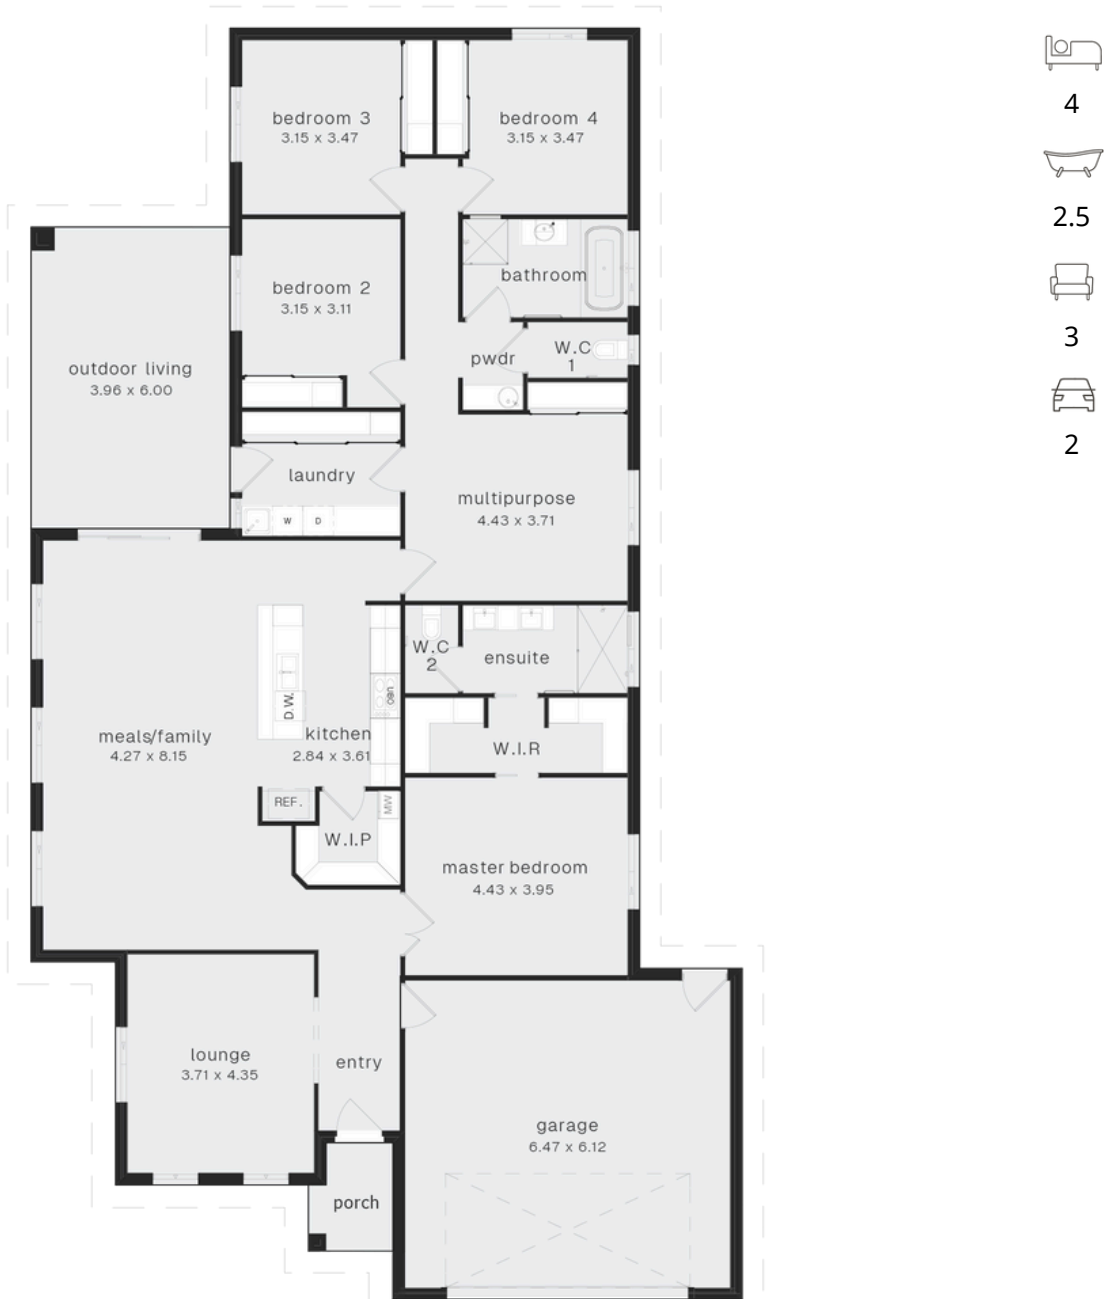 bedroom 3
3.15 x 3.47
bedroom 4
3.15 x 3.47
4
2.5
3
2
bedroom 2
3.15 x 3.11
bathroom
pwdr
W.C
1
outdoor living
3.96 x 6.00
laundry
W
D
multipurpose
4.43 x 3.71
W.C
2
ensuite
D.W.
UBO
meals/family
4.27 x 8.15
kitchen
2.84 x 3.61
W.I.R
REF.
MW
W.I.P
master bedroom
4.43 x 3.95
lounge
3.71 x 4.35
entry
garage
6.47 x 6.12
porch